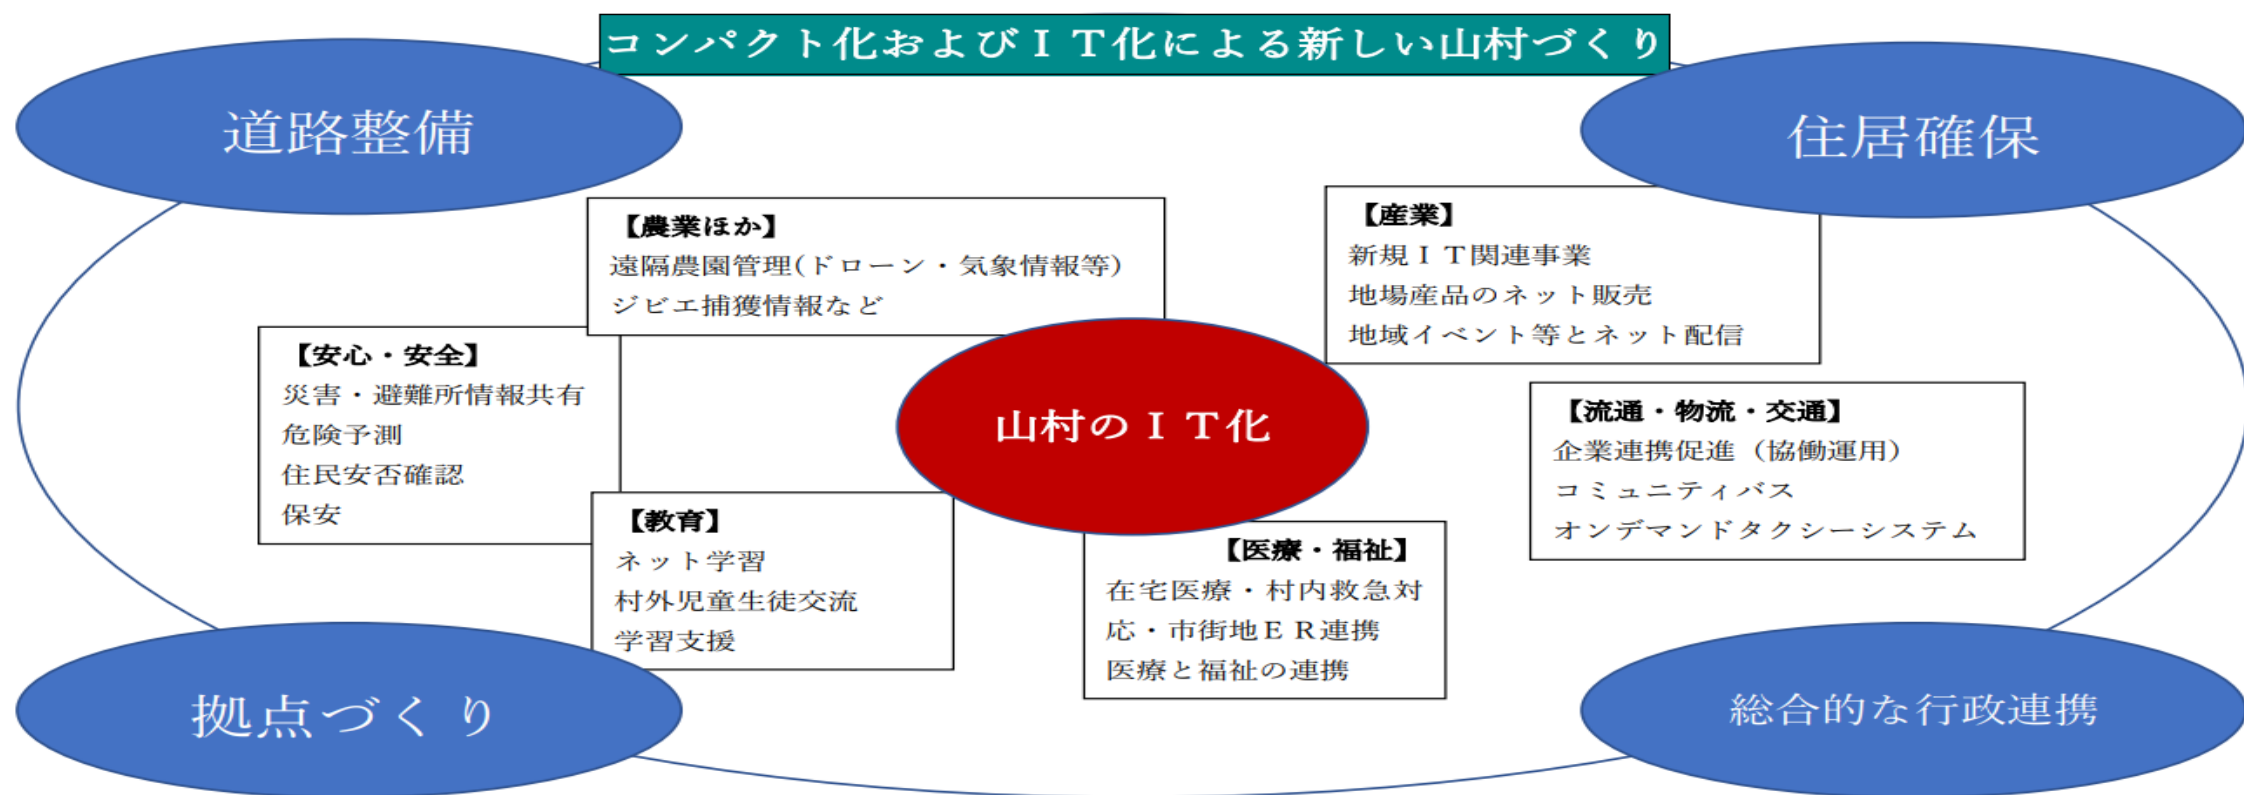 コンパクト化およびＩＴ化による新しい山村づくり
道路整備
住居確保
【農業ほか】
遠隔農園管理(ドローン・気象情報等)
ジビエ捕獲情報など
【産業】
新規ＩＴ関連事業
地場産品のネット販売
地域イベント等とネット配信
【安心・安全】
災害・避難所情報共有
危険予測
住民安否確認
保安
山村のＩＴ化
【流通・物流・交通】
企業連携促進（協働運用）
コミュニティバス
オンデマンドタクシーシステム
【教育】
ネット学習
村外児童生徒交流
学習支援
【医療・福祉】
在宅医療・村内救急対
応・市街地ＥＲ連携
医療と福祉の連携
拠点づくり
総合的な行政連携